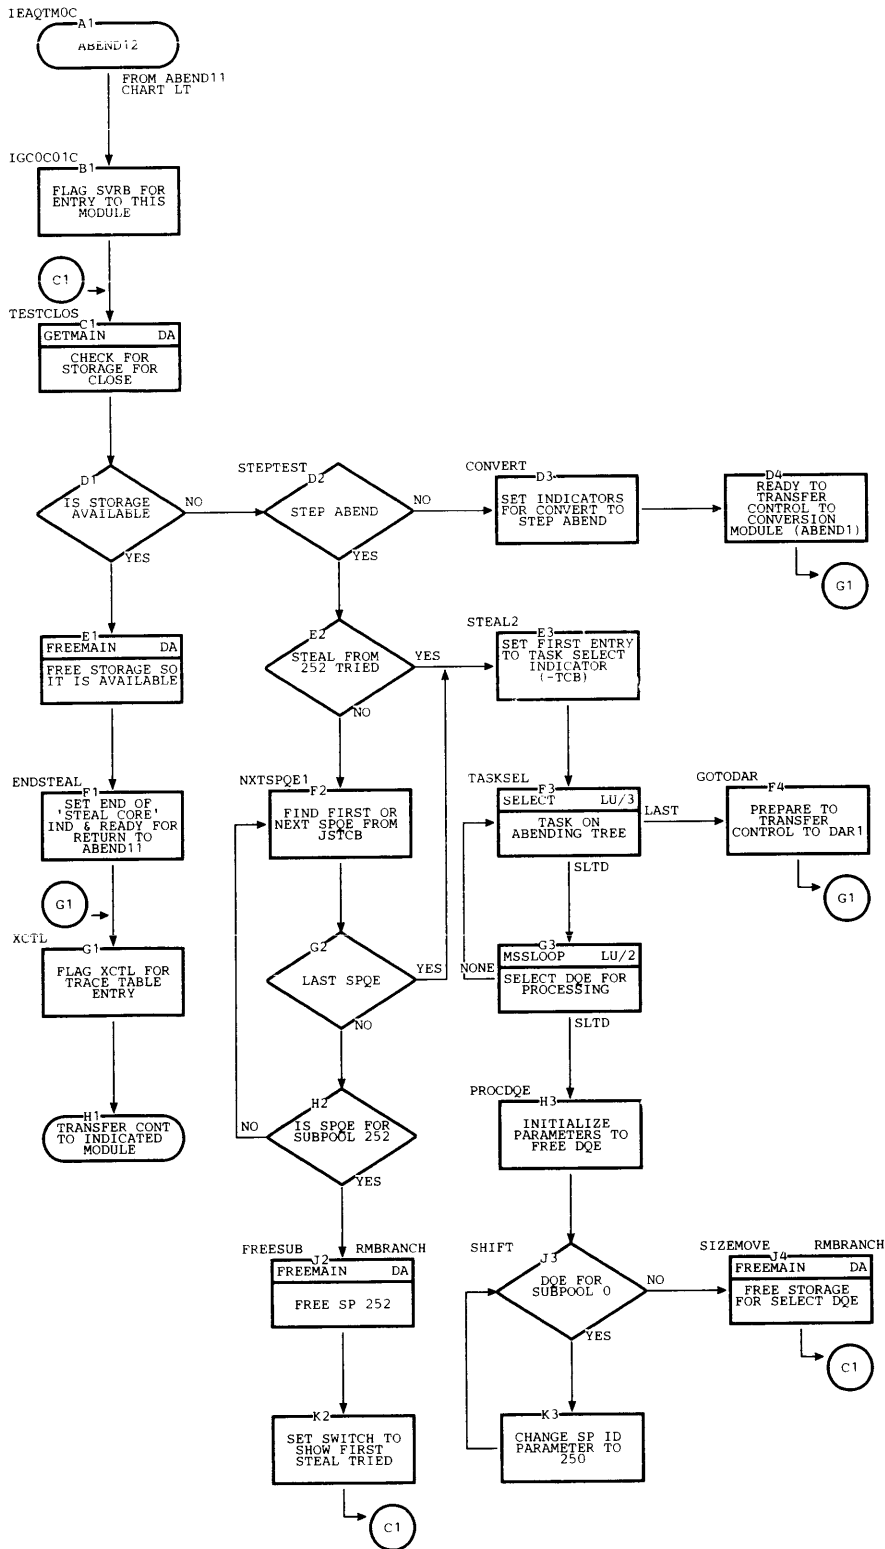 IEAQTM0C
A1
ABEND12
FROM ABEND11
CHART LT
IGC0C01C
B1
FLAG SVRB FOR
ENTRY TO THIS
MODULE
C1
TESTCLOS
C1
GETMAIN DA
CHECK FOR
STORAGE FOR
CLOSE
D1
IS STORAGE
AVAILABLE
NO
YES
STEPTEST
D2
STEP ABEND
NO
YES
CONVERT
D3
SET INDICATORS
FOR CONVERT TO
STEP ABEND
D4
READY TO
TRANSFER
CONTROL TO
CONVERSION
MODULE (ABEND1)
G1
E1
FREEMAIN DA
FREE STORAGE SO
IT IS AVAILABLE
E2
STEAL FROM
252 TRIED
YES
NO
STEAL2
E3
SET FIRST ENTRY
TO TASK SELECT
INDICATOR
(-TCB)
ENDSTEAL
F1
SET END OF
'STEAL CORE'
IND & READY FOR
RETURN TO
ABEND11
NXTSPQE1
F2
FIND FIRST OR
NEXT SPQE FROM
JSTCB
TASKSEL
F3
SELECT LU/3
TASK ON
ABENDING TREE
LAST
SLTD
GOTODAR
F4
PREPARE TO
TRANSFER
CONTROL TO DAR1
G1
G1
XCTL
G1
FLAG XCTL FOR
TRACE TABLE
ENTRY
G2
LAST SPQE
YES
NO
G3
MSSLOOP LU/2
NONE
SELECT DQE FOR
PROCESSING
SLTD
H1
TRANSFER CONT
TO INDICATED
MODULE
H2
IS SPQE FOR
SUBPOOL 252
NO
YES
PROCDQE
H3
INITIALIZE
PARAMETERS TO
FREE DQE
FREESUB RMBRANCH
J2
FREEMAIN DA
FREE SP 252
SHIFT
J3
DQE FOR
SUBPOOL 0
NO
YES
SIZEMOVE RMBRANCH
J4
FREEMAIN DA
FREE STORAGE
FOR SELECT DQE
C1
K2
SET SWITCH TO
SHOW FIRST
STEAL TRIED
C1
K3
CHANGE SP ID
PARAMETER TO
250